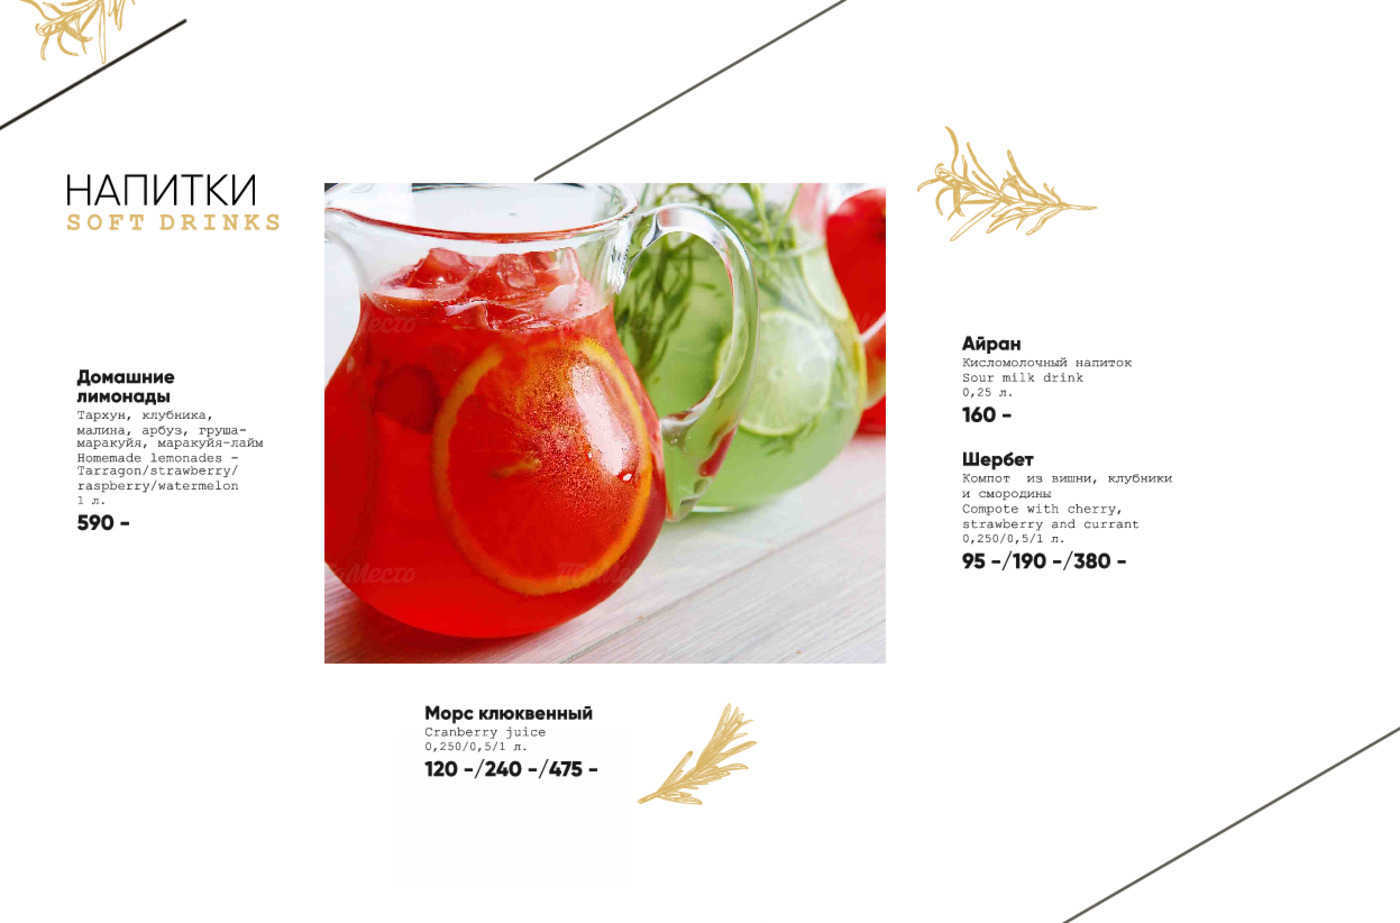 НАПИТКИ
SOFT DRINKS
Домашние
лимонады
Тархун, клубника,
малина, арбуз, груша-
маракуйя, маракуйя-лайм
Homemade lemonades -
Tarragon/strawberry/
raspberry/watermelon
1 л.
590 -
Морс клюквенный
Cranberry juice
0,250/0,5/1 л.
120 -/240 -/475 -
Айран
Кисломолочный напиток
Sour milk drink
0,25 л.
160 -
Шербет
Компот из вишни, клубники
и смородины
Compote with cherry,
strawberry and currant
0,250/0,5/1 л.
95 -/190 -/380 -